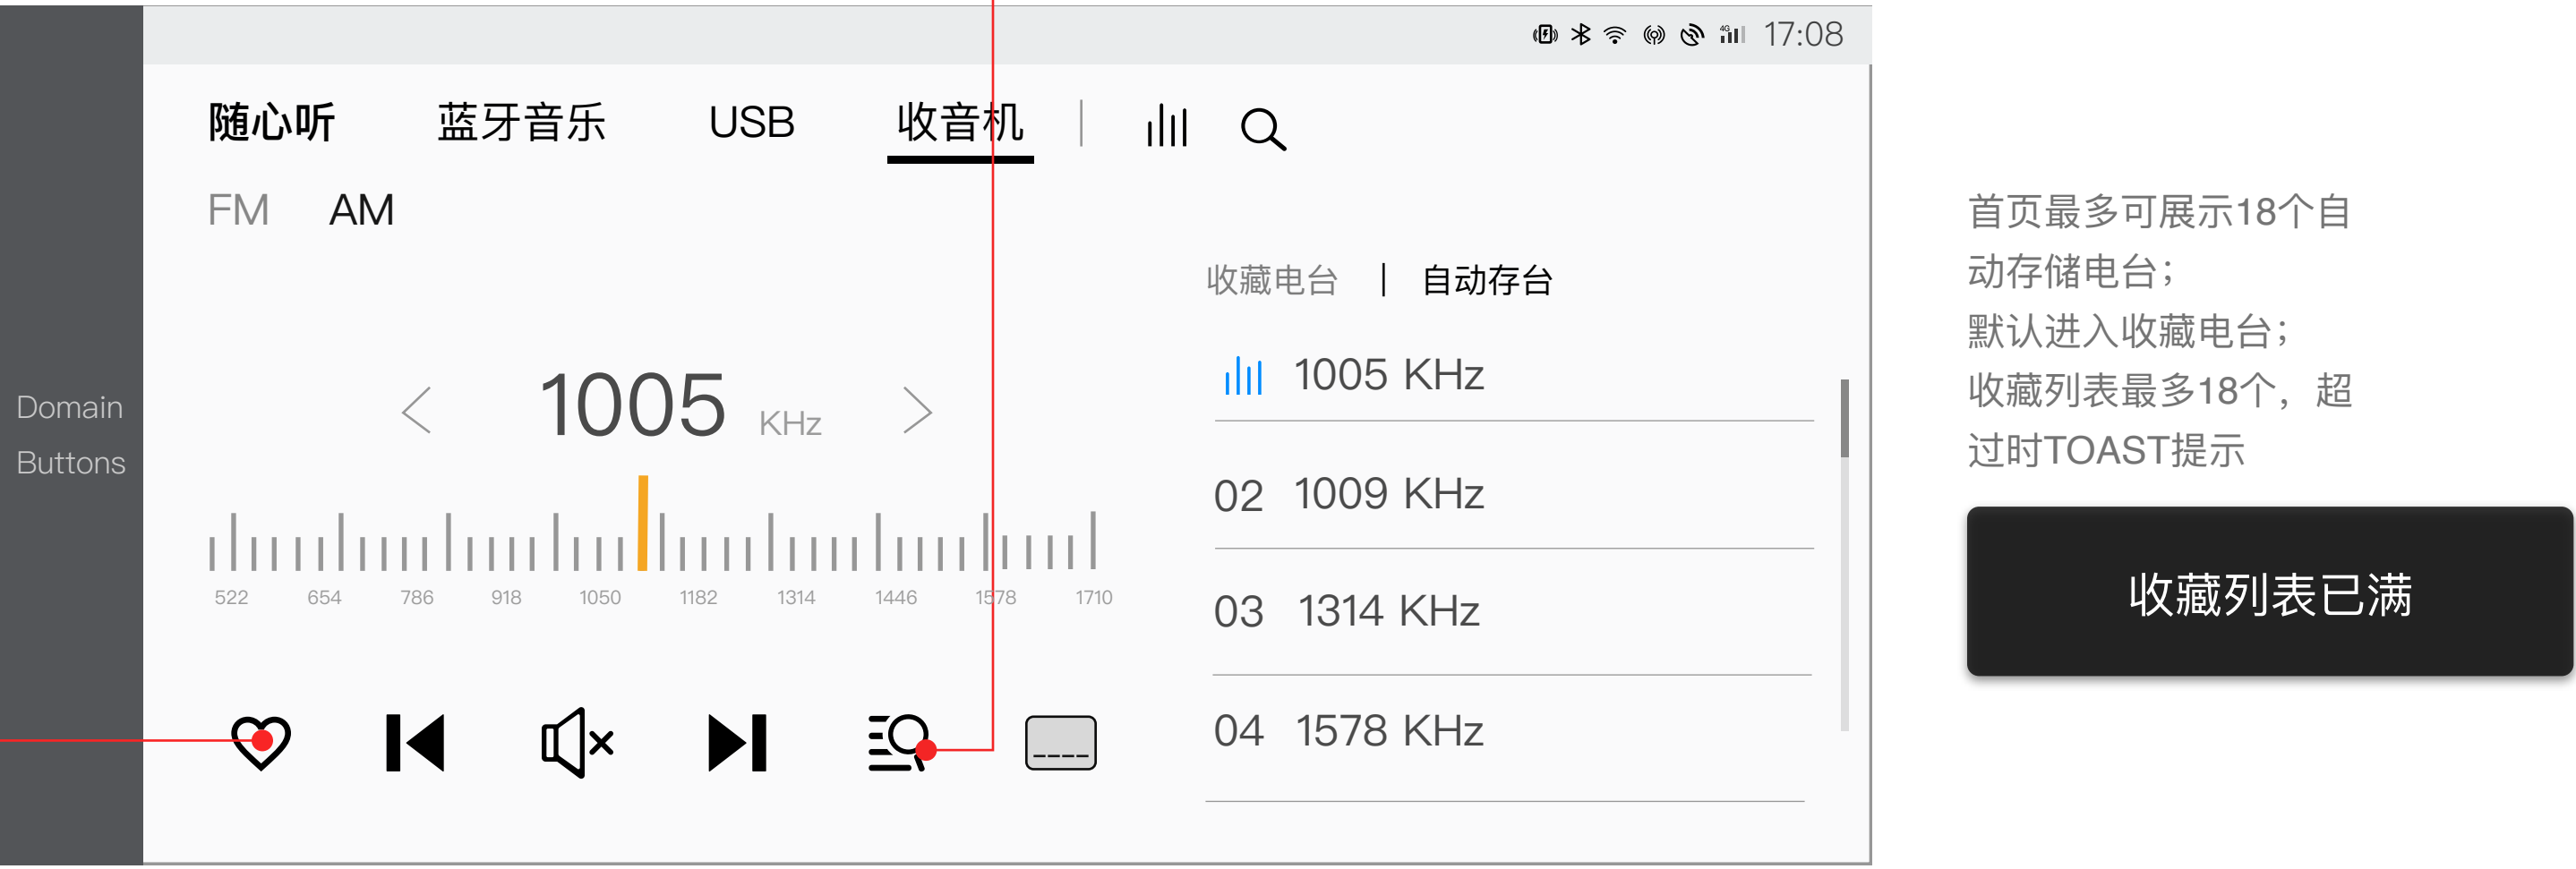 4G 17:08
随心听 蓝牙音乐 USB 收音机
FM AM
收藏电台 | 自动存台
Domain
Buttons
1005 KHz
522 654 786 918 1050 1182 1314 1446 1578 1710
1005 KHz
02 1009 KHz
03 1314 KHz
04 1578 KHz
首页最多可展示18个自
动存储电台；
默认进入收藏电台；
收藏列表最多18个，超
过时TOAST提示
收藏列表已满